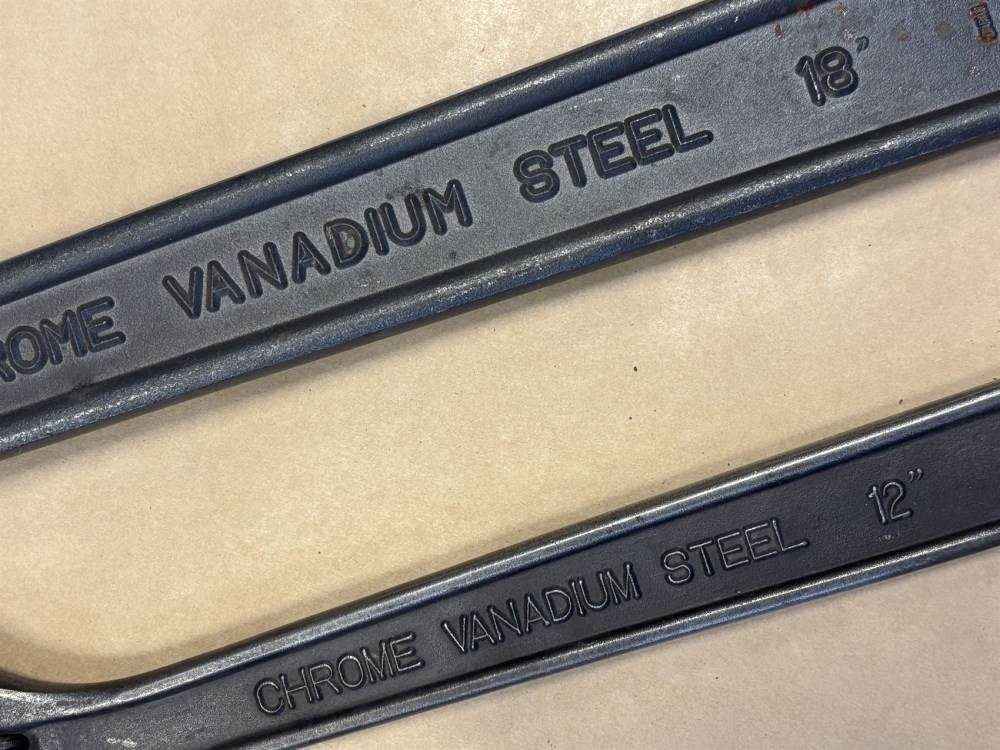 ROME VANADIUM STEEL 18"
CHROME VANADIUM STEEL 12"